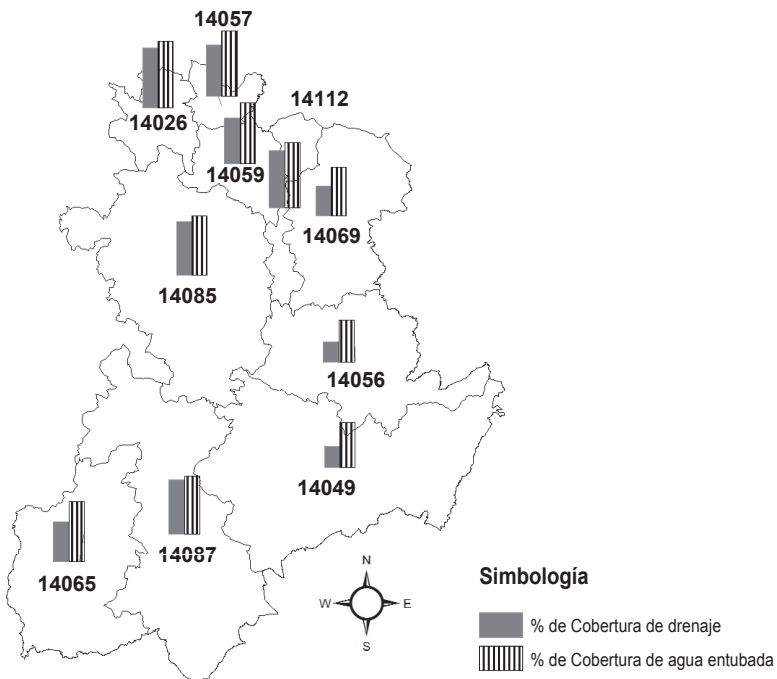 14057
14026
14112
14059
14069
14085
14056
14049
14065
14087
N
W
E
S
Simbología
% de Cobertura de drenaje
% de Cobertura de agua entubada